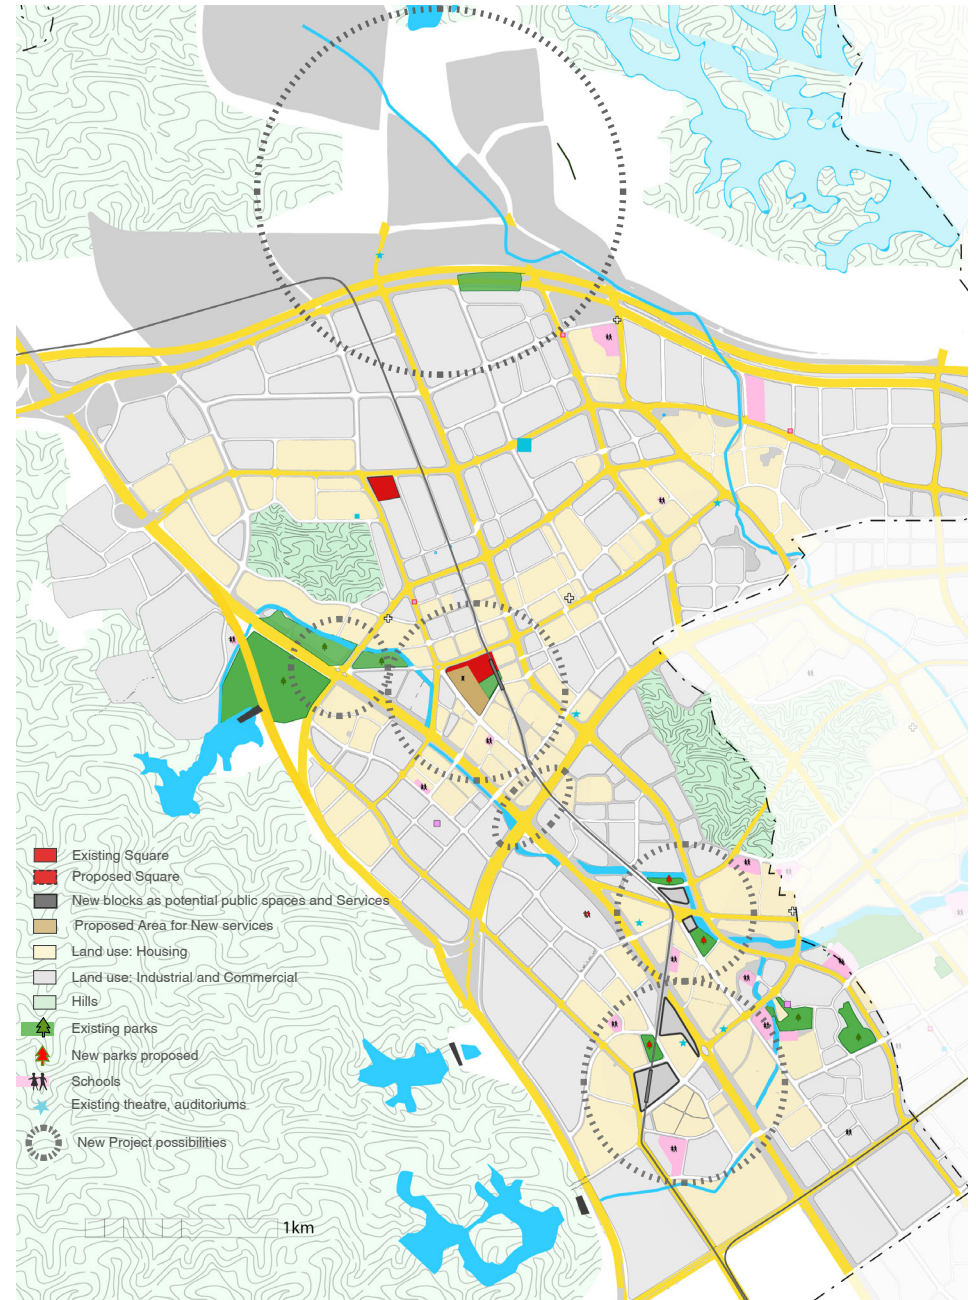 Existing Square
Proposed Square
New blocks as potential public spaces and Services
Proposed Area for New services
Land use: Housing
Land use: Industrial and Commercial
Hills
Existing parks
New parks proposed
Schools
Existing theatre, auditoriums
New Project possibilities
1km